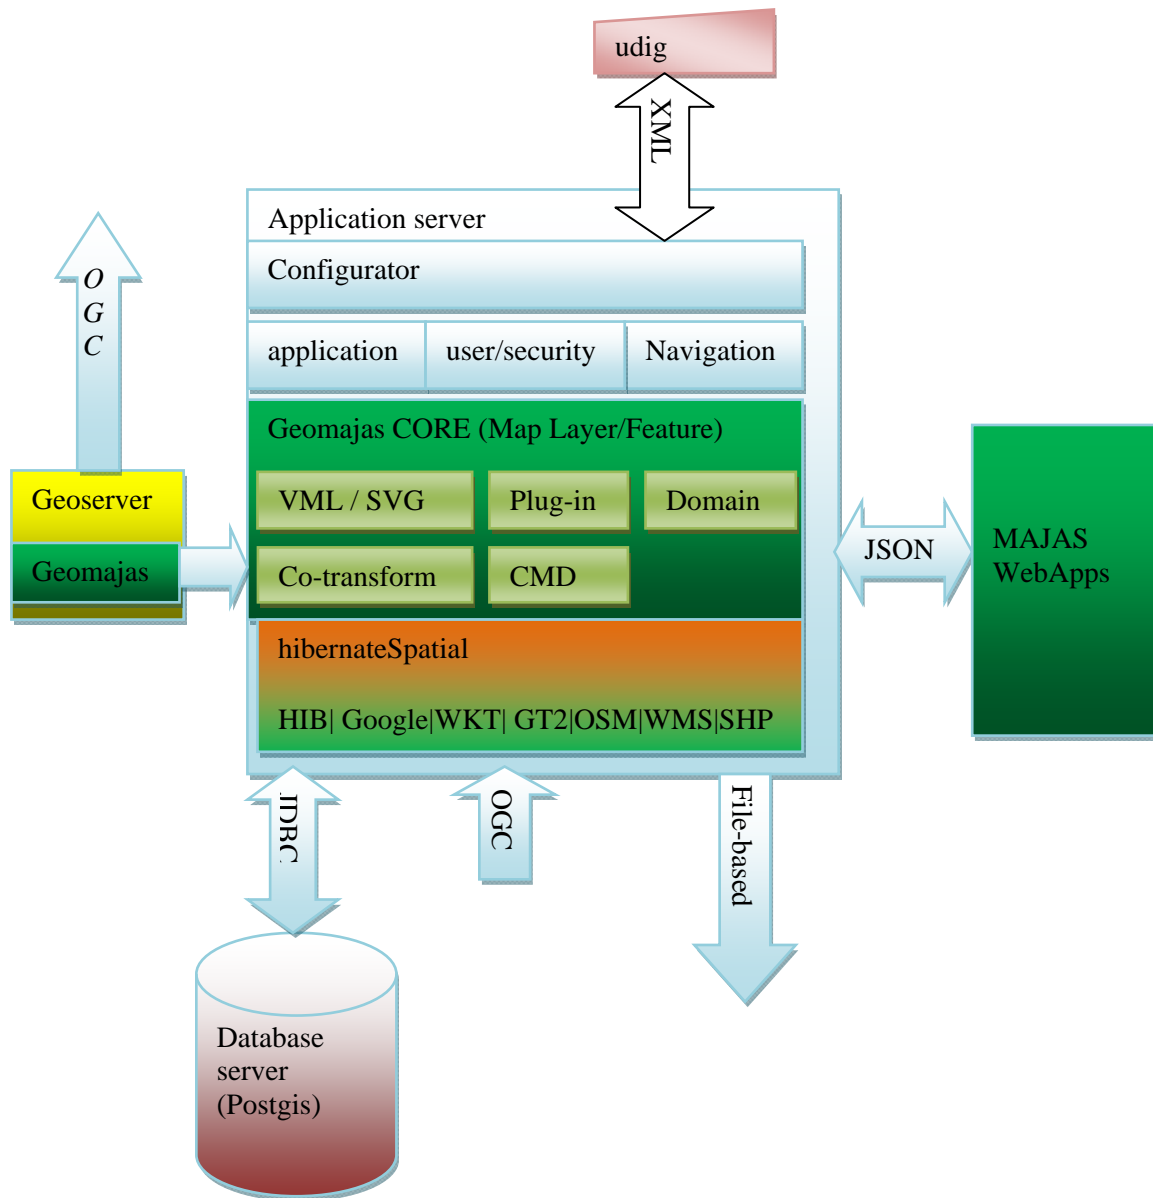 udig
XML
Application server
Configurator
O
G
C
application
user/security
Navigation
Geomajas CORE (Map Layer/Feature)
Geoserver
VML / SVG
Plug-in
Domain
Geomajas
Co-transform
CMD
JSON
MAJAS
WebApps
hibernateSpatial
HIB| Google|WKT| GT2|OSM|WMS|SHP
JDBC
OGC
File-based
Database
server
(Postgis)